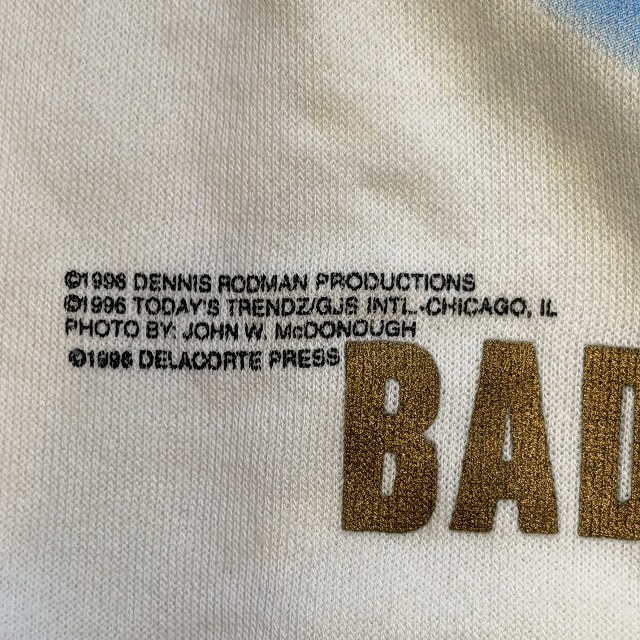 ©1996 DENNIS RODMAN PRODUCTIONS
©1996 TODAY'S TRENDZ/GJS INTL.-CHICAGO, IL
PHOTO BY: JOHN W. McDONOUGH
©1996 DELACORTE PRESS
BAD